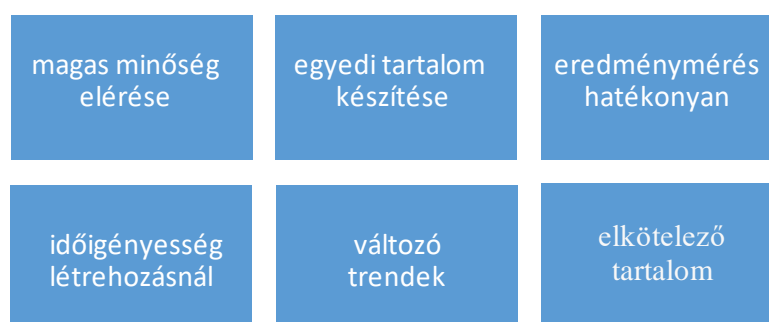 magas minőség
elérése
egyedi tartalom
készítése
eredménymérés
hatékonyan
időigényesség
létrehozásnál
változó
trendek
elkötelező
tartalom